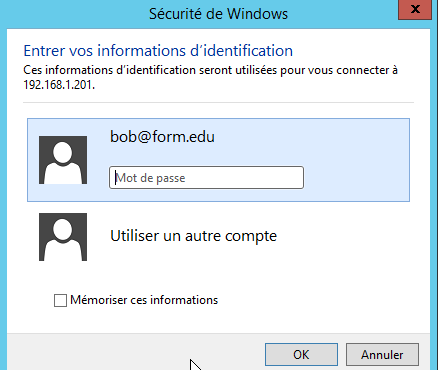 Sécurité de Windows
x
Entrer vos informations d'identification
Ces informations d'identification seront utilisées pour vous connecter à
192.168.1.201.
bob@form.edu
Mot de passe
Utiliser un autre compte
Mémoriser ces informations
OK
Annuler